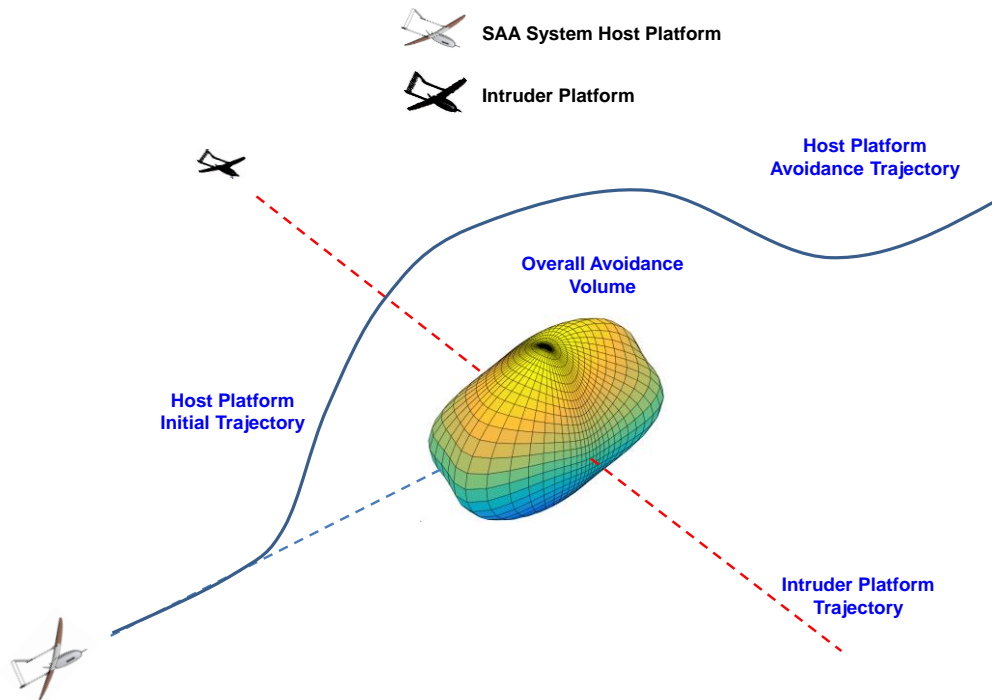 SAA System Host Platform
Intruder Platform
Host Platform
Avoidance Trajectory
Overall Avoidance
Volume
Host Platform
Initial Trajectory
Intruder Platform
Trajectory